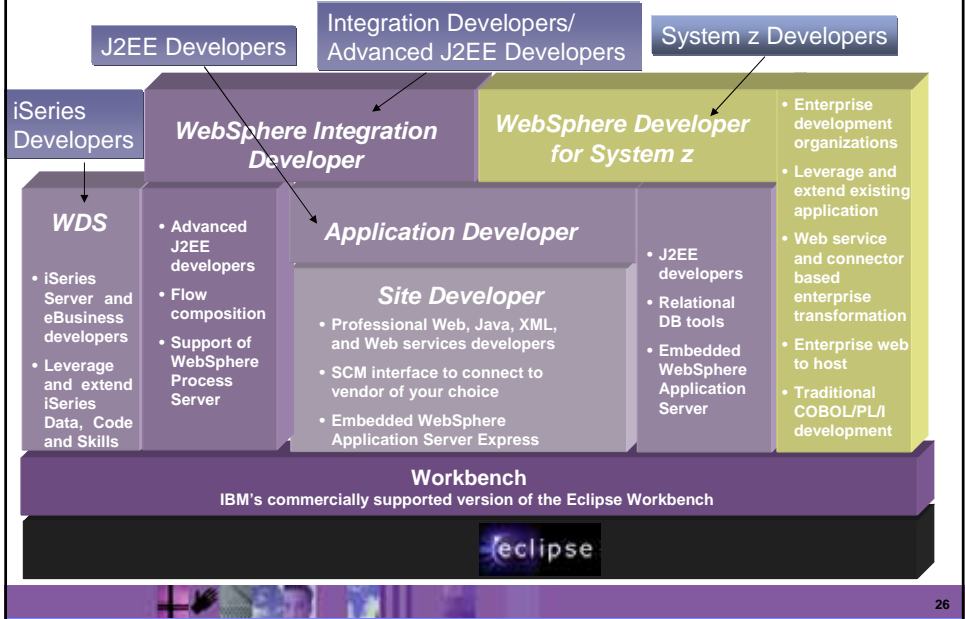 J2EE Developers
Integration Developers/
Advanced J2EE Developers
System z Developers
iSeries
Developers
WebSphere Integration
Developer
WebSphere Developer
for System z
• Enterprise
development
organizations
• Leverage and
extend existing
application
• Web service
and connector
based
enterprise
transformation
• Enterprise web
to host
• Traditional
COBOL/PL/I
development
WDS
• iSeries
Server and
eBusiness
developers
• Leverage
and extend
iSeries
Data, Code
and Skills
• Advanced
J2EE
developers
• Flow
composition
• Support of
WebSphere
Process
Server
Application Developer
Site Developer
• Professional Web, Java, XML,
and Web services developers
• SCM interface to connect to
vendor of your choice
• Embedded WebSphere
Application Server Express
• J2EE
developers
• Relational
DB tools
• Embedded
WebSphere
Application
Server
Workbench
IBM's commercially supported version of the Eclipse Workbench
eclipse
26